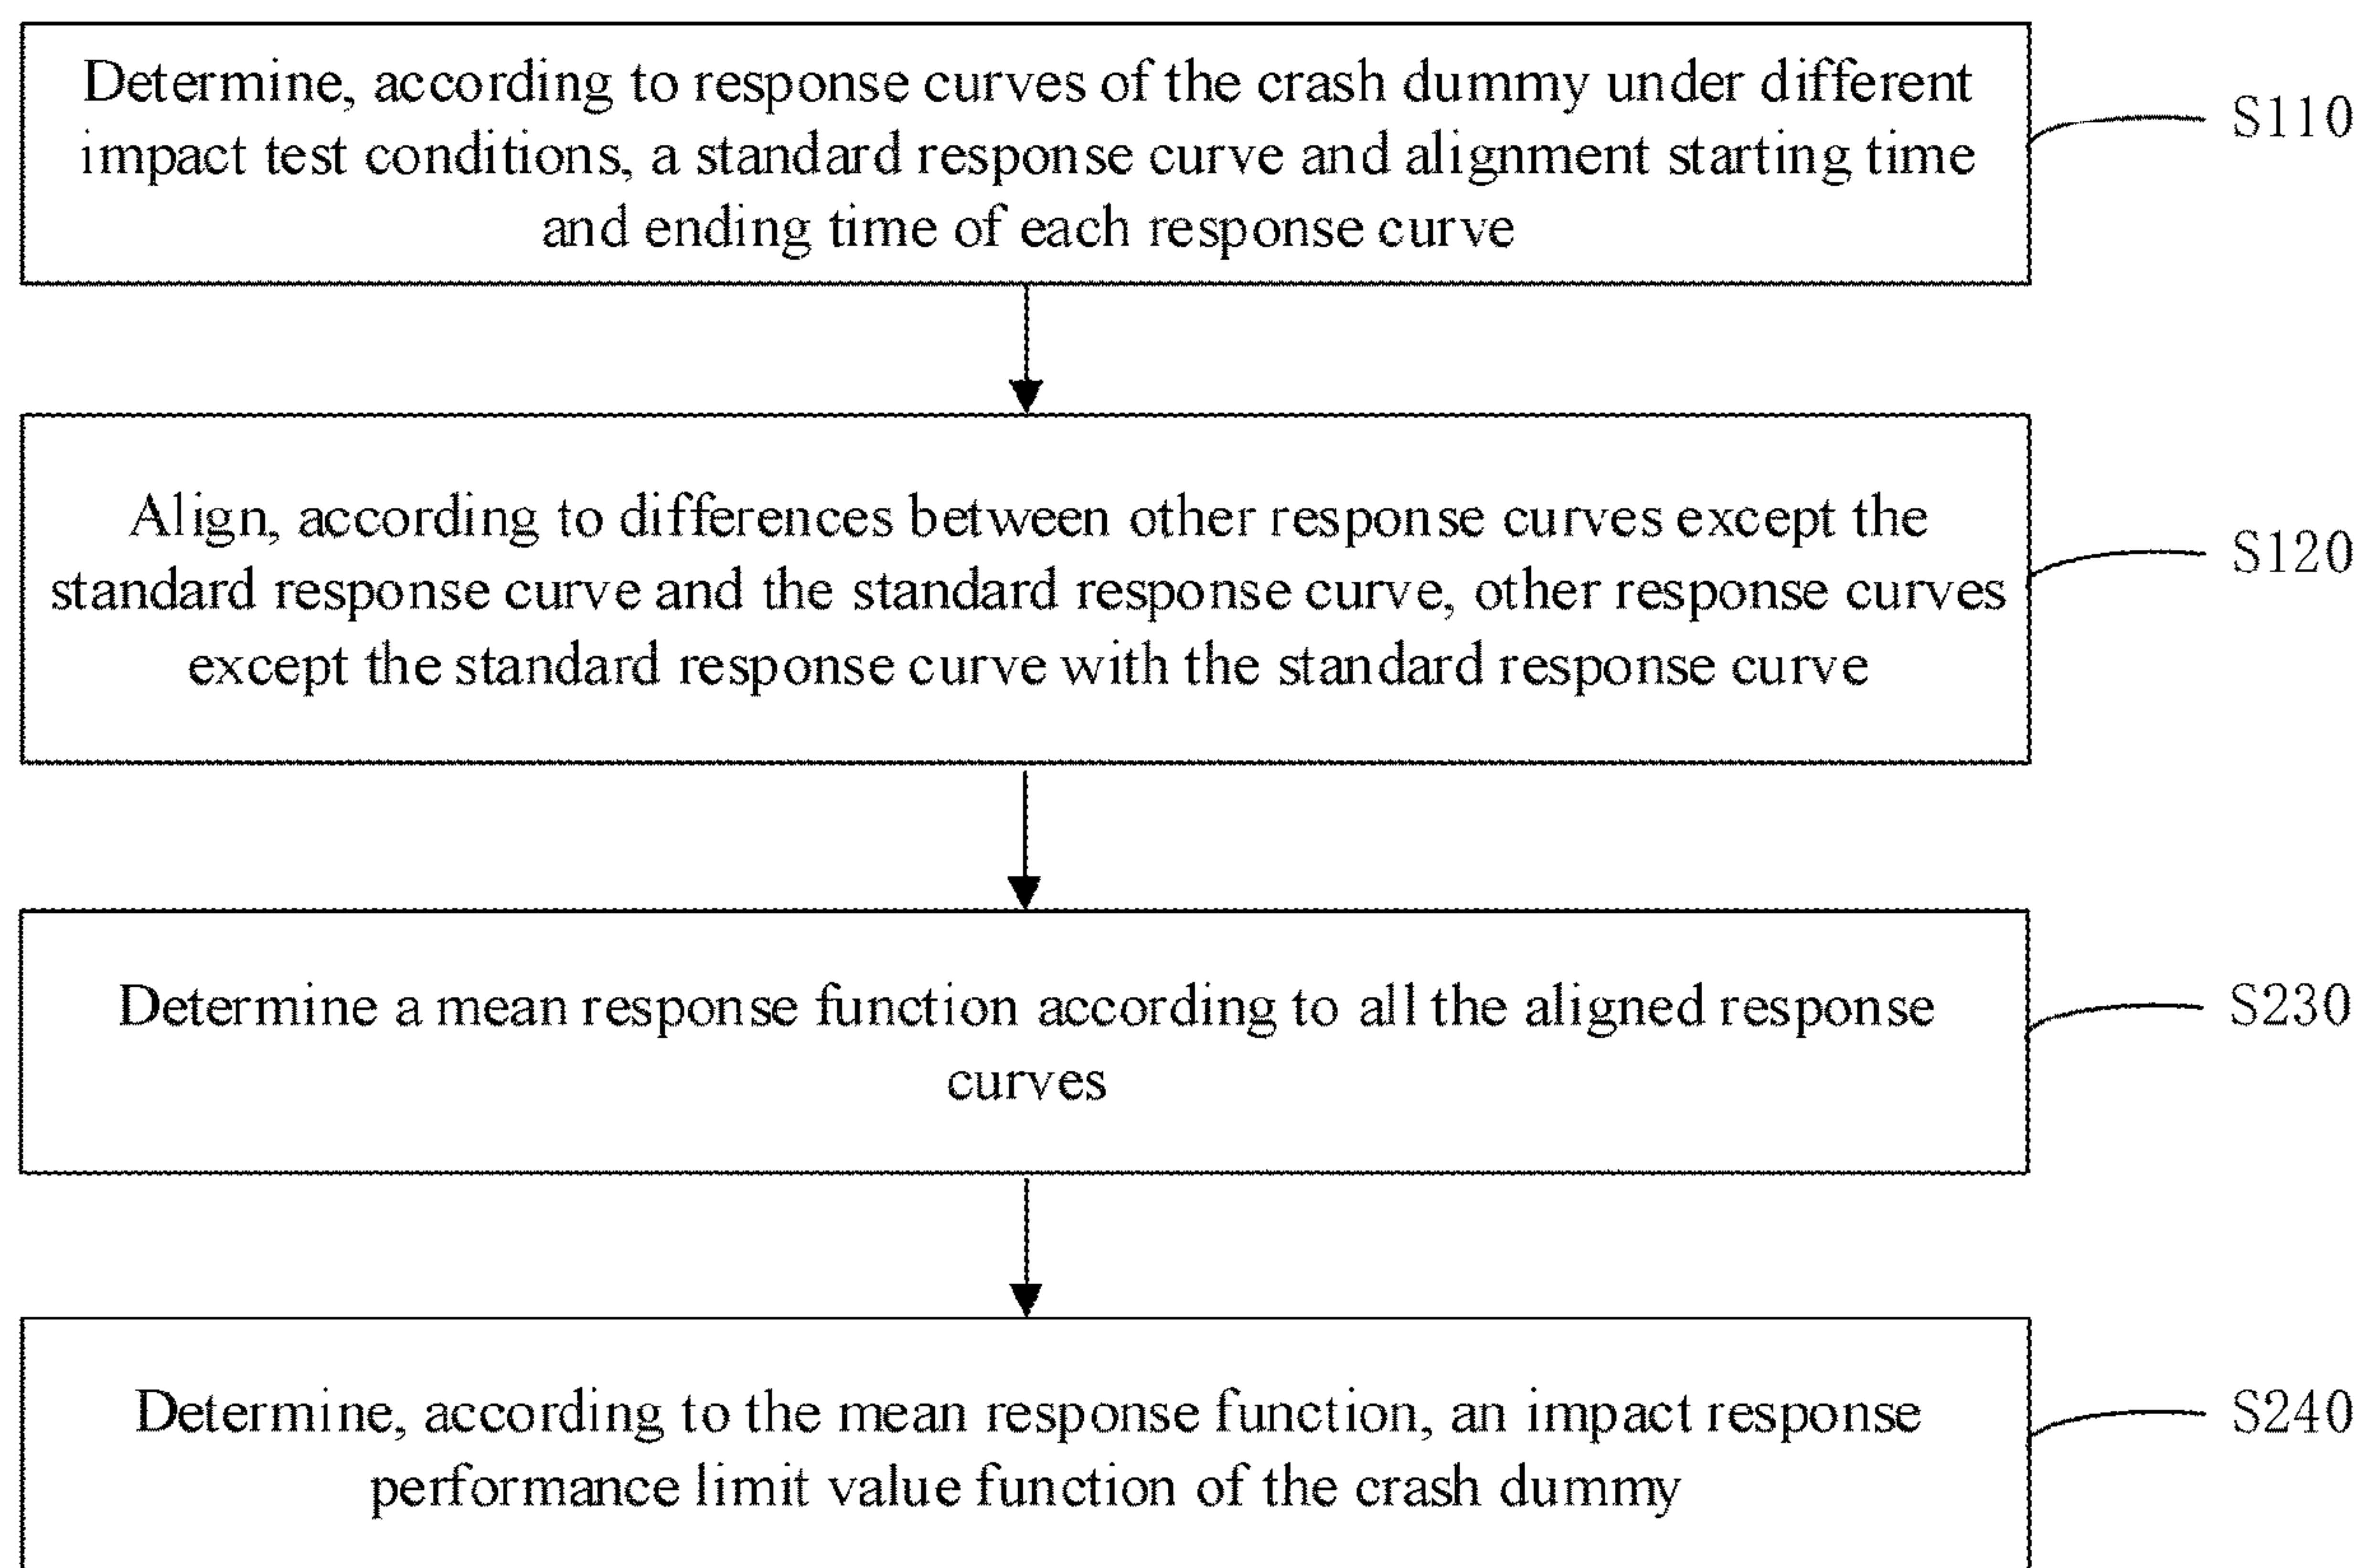 Determine, according to response curves of the crash dummy under different
impact test conditions, a standard response curve and alignment starting time
and ending time of each response curve
S110
Align, according to differences between other response curves except the
standard response curve and the standard response curve, other response curves
except the standard response curve with the standard response curve
S120
Determine a mean response function according to all the aligned response
curves
S230
Determine, according to the mean response function, an impact response
performance limit value function of the crash dummy
S240